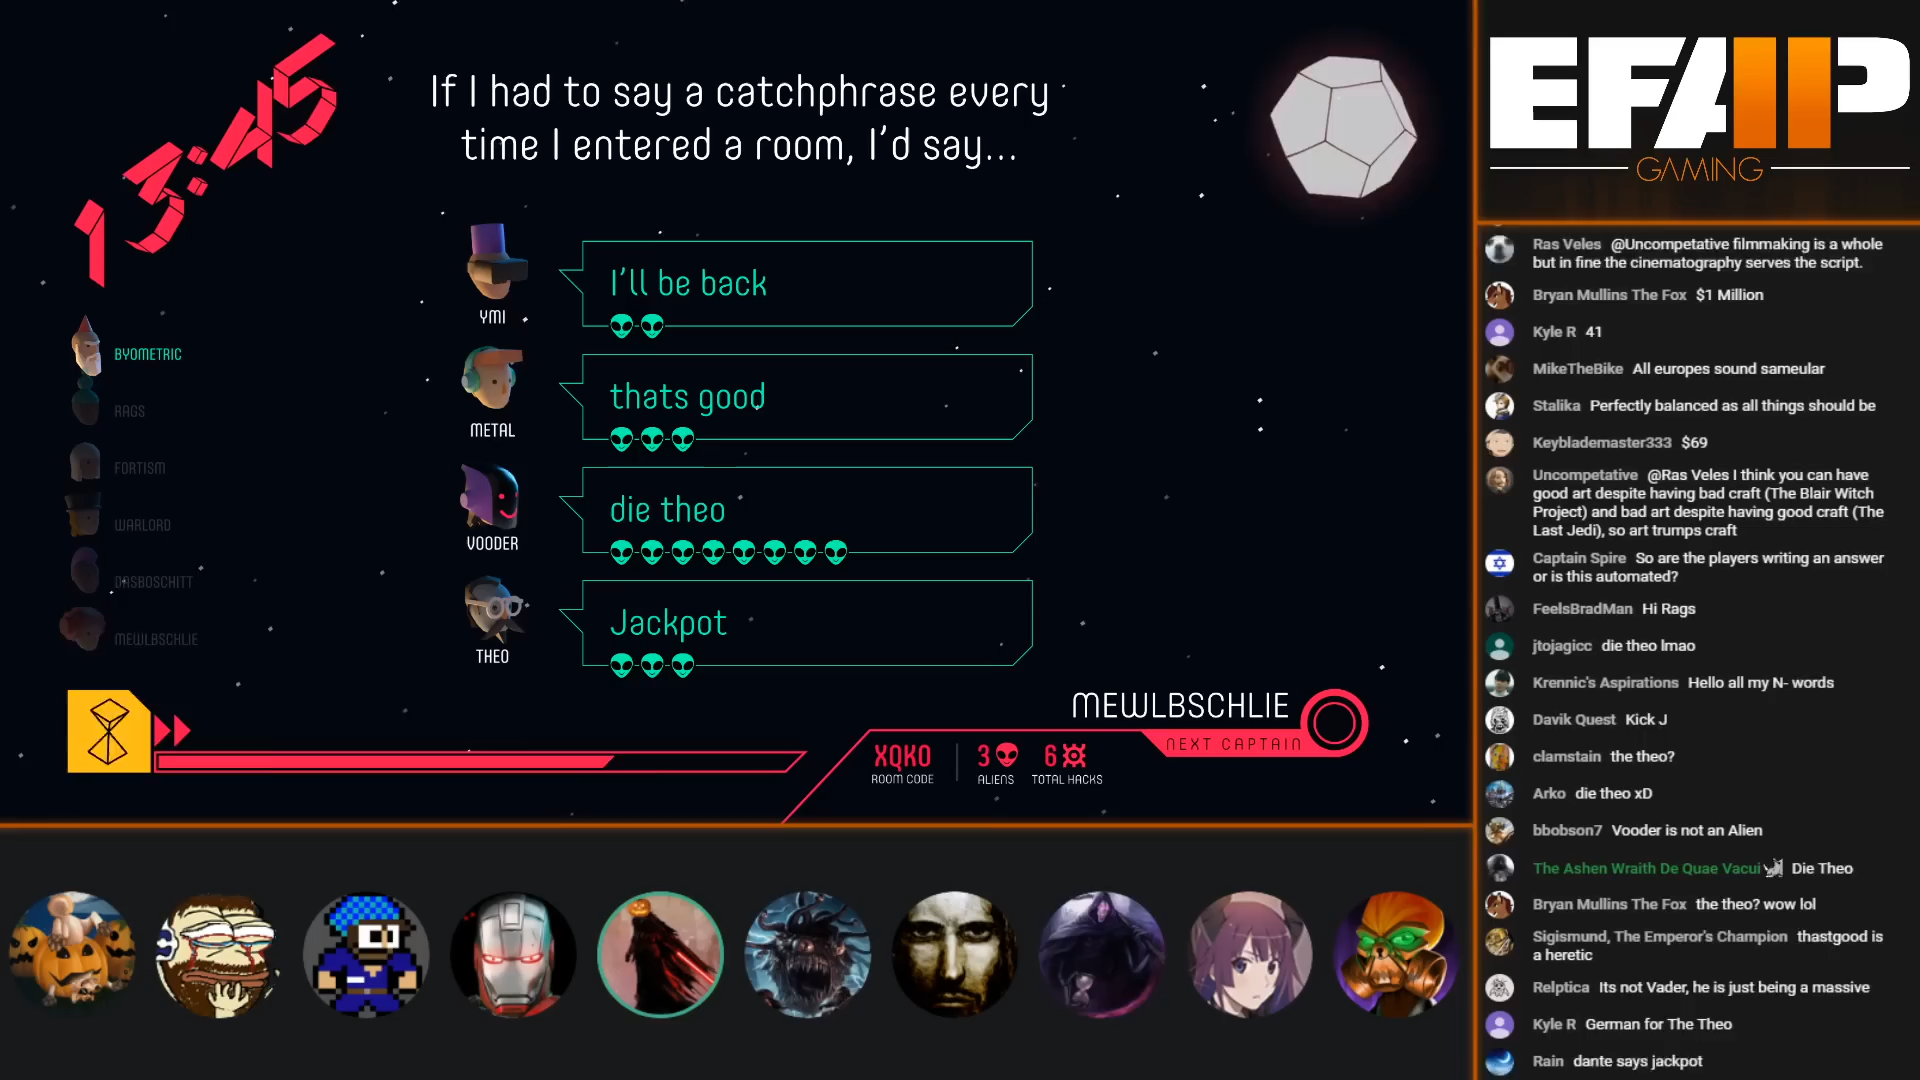 13:45
If I had to say a catchphrase every
time I entered a room, I'd say...
YMI
I'll be back
METAL
thats good
VOODER
die theo
THEO
Jackpot
BYOMETRIC
RAGS
FORTISM
WARLORD
DASBOSCHITT
MEWLBSCHLIE
MEWLBSCHLIE
NEXT CAPTAIN
XQKO
ROOM CODE
3
ALIENS
6
TOTAL HACKS
EFAP
GAMING
Ras Veles @Uncompetative filmmaking is a whole
but in fine the cinematography serves the script.
Bryan Mullins The Fox $1 Million
Kyle R 41
MikeTheBike All europes sound sameular
Stalika Perfectly balanced as all things should be
Keyblademaster333 $69
Uncompetative @Ras Veles I think you can have
good art despite having bad craft (The Blair Witch
Project) and bad art despite having good craft (The
Last Jedi), so art trumps craft
Captain Spire So are the players writing an answer
or is this automated?
FeelsBradMan Hi Rags
jtojagicc die theo lmao
Krennic's Aspirations Hello all my N- words
Davik Quest Kick J
clamstain the theo?
Arko die theo xD
bbobson7 Vooder is not an Alien
The Ashen Wraith De Quae Vacui Die Theo
Bryan Mullins The Fox the theo? wow lol
Sigismund, The Emperor's Champion thastgood is
a heretic
Relptica Its not Vader, he is just being a massive
Kyle R German for The Theo
Rain dante says jackpot